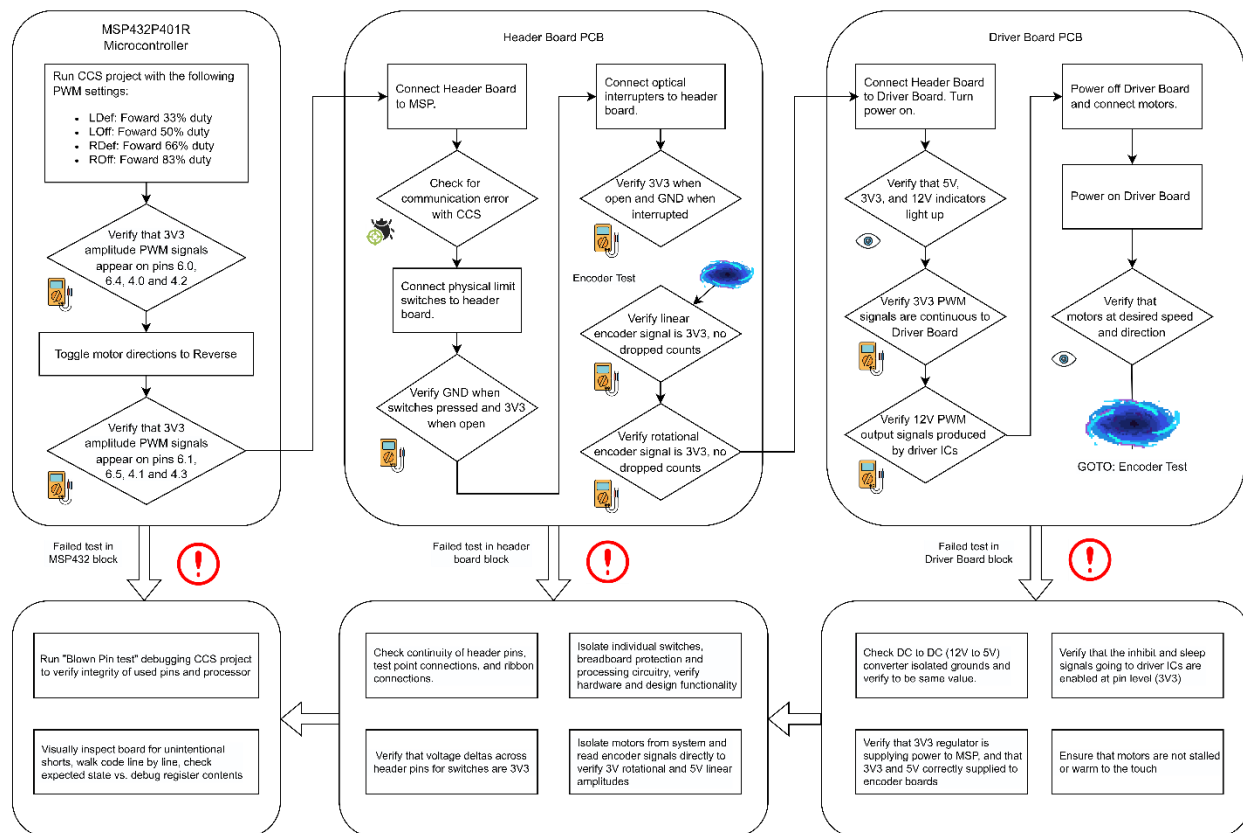 MSP432P401R
Microcontroller
Run CCS project with the following
PWM settings:
• LDef: Foward 33% duty
• LOff: Foward 50% duty
• RDef: Foward 66% duty
• ROff: Foward 83% duty
Verify that 3V3
amplitude PWM signals
appear on pins 6.0,
6.4, 4.0 and 4.2
Toggle motor directions to Reverse
Verify that 3V3
amplitude PWM signals
appear on pins 6.1,
6.5, 4.1 and 4.3
Header Board PCB
Connect Header Board
to MSP.
Check for
communication error
with CCS
Connect physical limit
switches to header
board.
Verify GND when
switches pressed and 3V3
when open
Connect optical
interrupters to header
board.
Verify 3V3 when
open and GND when
interrupted
Encoder Test
Verify linear
encoder signal is 3V3, no
dropped counts
Verify rotational
encoder signal is 3V3, no
dropped counts
Driver Board PCB
Connect Header Board
to Driver Board. Turn
power on.
Verify that 5V,
3V3, and 12V indicators
light up
Verify 3V3 PWM
signals are continuous to
Driver Board
Verify 12V PWM
output signals produced
by driver ICs
Power off Driver Board
and connect motors.
Power on Driver Board
Verify that
motors at desired speed
and direction
GOTO: Encoder Test
Failed test in
MSP432 block
Failed test in header
board block
Failed test in
Driver Board block
Run "Blown Pin test" debugging CCS project
to verify integrity of used pins and processor
Visually inspect board for unintentional
shorts, walk code line by line, check
expected state vs. debug register contents
Check continuity of header pins,
test point connections, and ribbon
connections.
Isolate individual switches,
breadboard protection and
processing circuitry, verify
hardware and design functionality
Verify that voltage deltas across
header pins for switches are 3V3
Isolate motors from system and
read encoder signals directly to
verify 3V rotational and 5V linear
amplitudes
Check DC to DC (12V to 5V)
converter isolated grounds and
verify to be same value.
Verify that the inhibit and sleep
signals going to driver ICs are
enabled at pin level (3V3)
Verify that 3V3 regulator is
supplying power to MSP, and that
3V3 and 5V correctly supplied to
encoder boards
Ensure that motors are not stalled
or warm to the touch